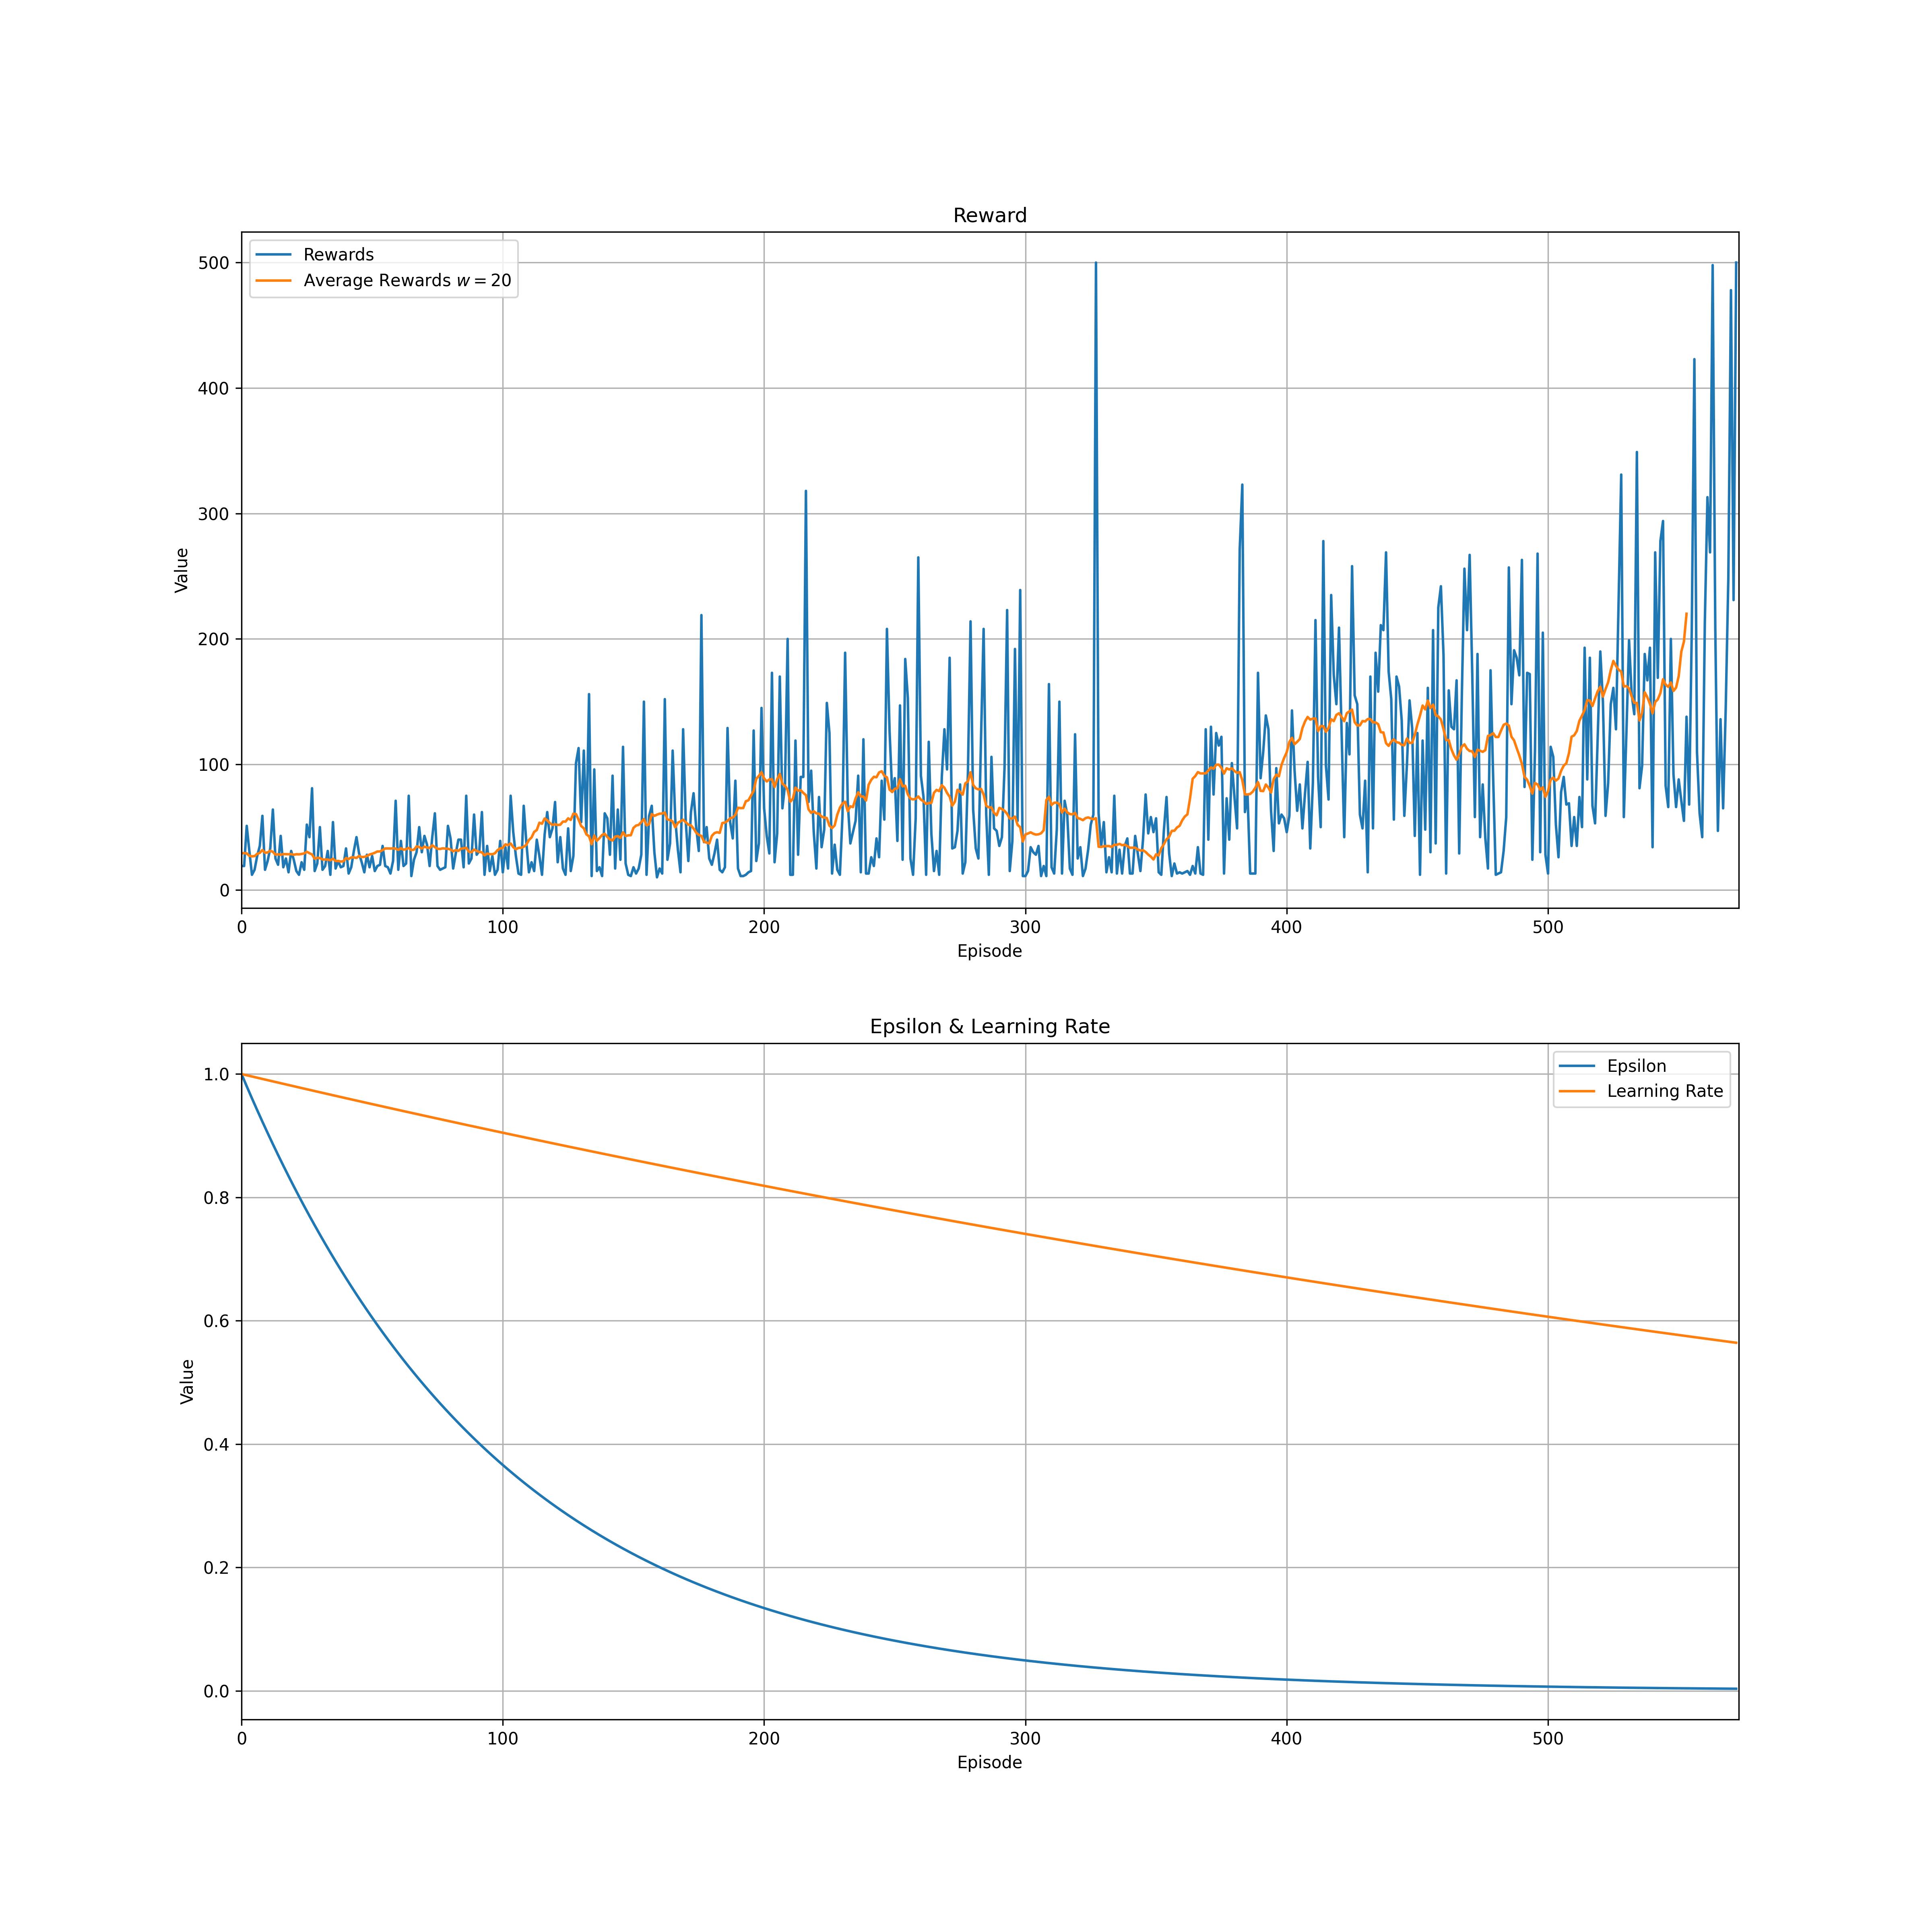 Reward
Rewards
Average Rewards w = 20
500
400
300
200
100
0
Value
0 100 200 300 400 500
Episode
Epsilon & Learning Rate
Epsilon
Learning Rate
1.0
0.8
0.6
0.4
0.2
0.0
Value
0 100 200 300 400 500
Episode